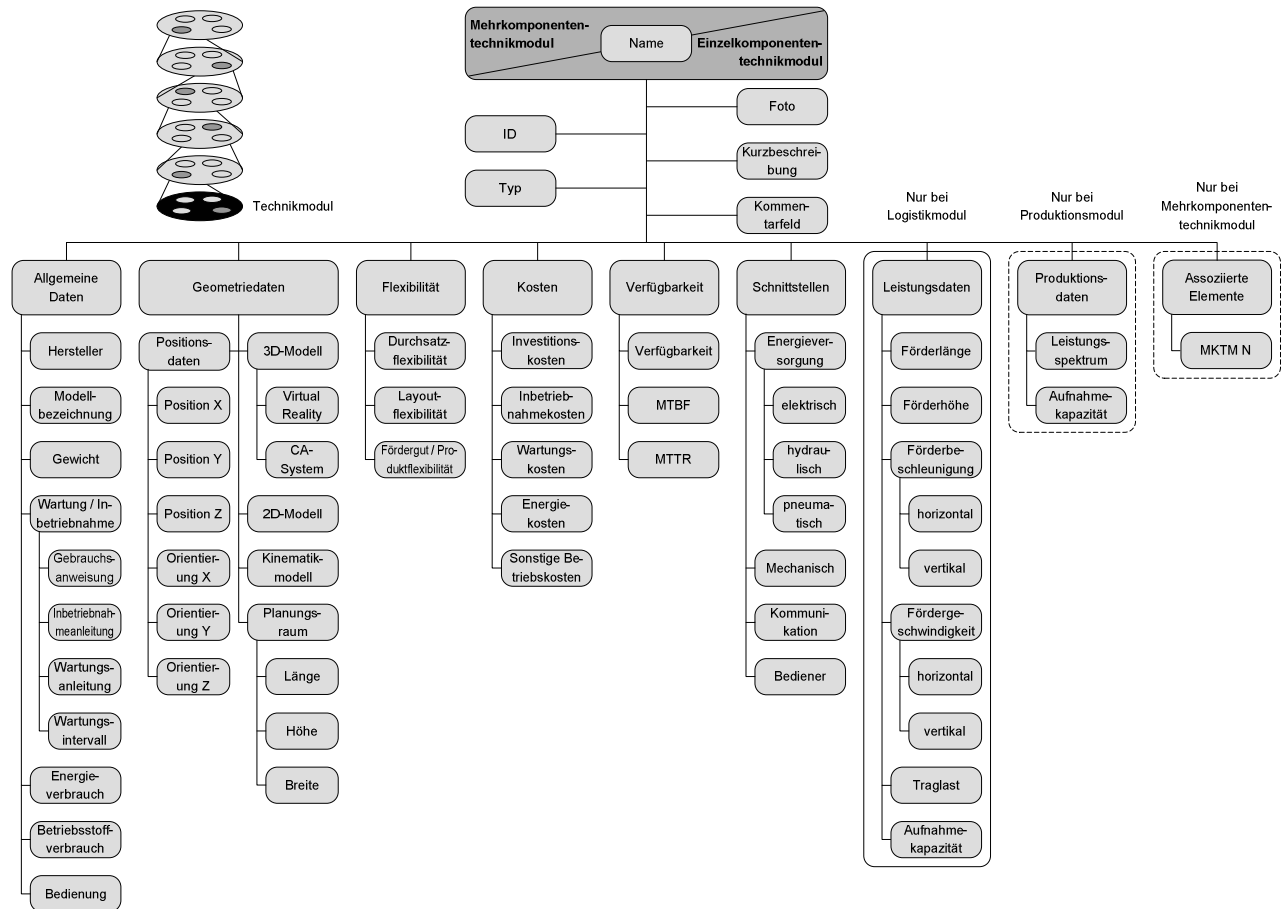 Mehrkomponenten-
technikmodul
Name
Einzelkomponenten-
technikmodul
Foto
ID
Kurzbeschrei-
bung
Typ
Kommen-
tarfeld
Technikmodul
Nur bei
Logistikmodul
Nur bei
Produktionsmodul
Nur bei
Mehrkomponenten-
technikmodul
Allgemeine
Daten
Hersteller
Modell-
bezeichnung
Gewicht
Wartung / In-
betriebnahme
Gebrauchs-
anweisung
Inbetriebnah-
meanleitung
Wartungs-
anleitung
Wartungs-
intervall
Energie-
verbrauch
Betriebsstoff-
verbrauch
Bedienung
Geometriedaten
Positions-
daten
Position X
Position Y
Position Z
Orientier-
ung X
Orientier-
ung Y
Orientier-
ung Z
3D-Modell
Virtual
Reality
CA-
System
2D-Modell
Kinematik-
modell
Planungs-
raum
Länge
Höhe
Breite
Flexibilität
Durchsatz-
flexibilität
Layout-
flexibilität
Fördergut / Pro-
duktflexibilität
Kosten
Investitions-
kosten
Inbetrieb-
nahmekosten
Wartungs-
kosten
Energie-
kosten
Sonstige Be-
triebskosten
Verfügbarkeit
Verfügbarkeit
MTBF
MTTR
Schnittstellen
Energiever-
sorgung
elektrisch
hydrau-
lisch
pneuma-
tisch
Mechanisch
Kommuni-
kation
Bediener
Leistungsdaten
Förderlänge
Förderhöhe
Förderbe-
schleunigung
horizontal
vertikal
Förderge-
schwindigkeit
horizontal
vertikal
Traglast
Aufnahme-
kapazität
Produktions-
daten
Leistungs-
spektrum
Aufnahme-
kapazität
Assoziierte
Elemente
MKTM N